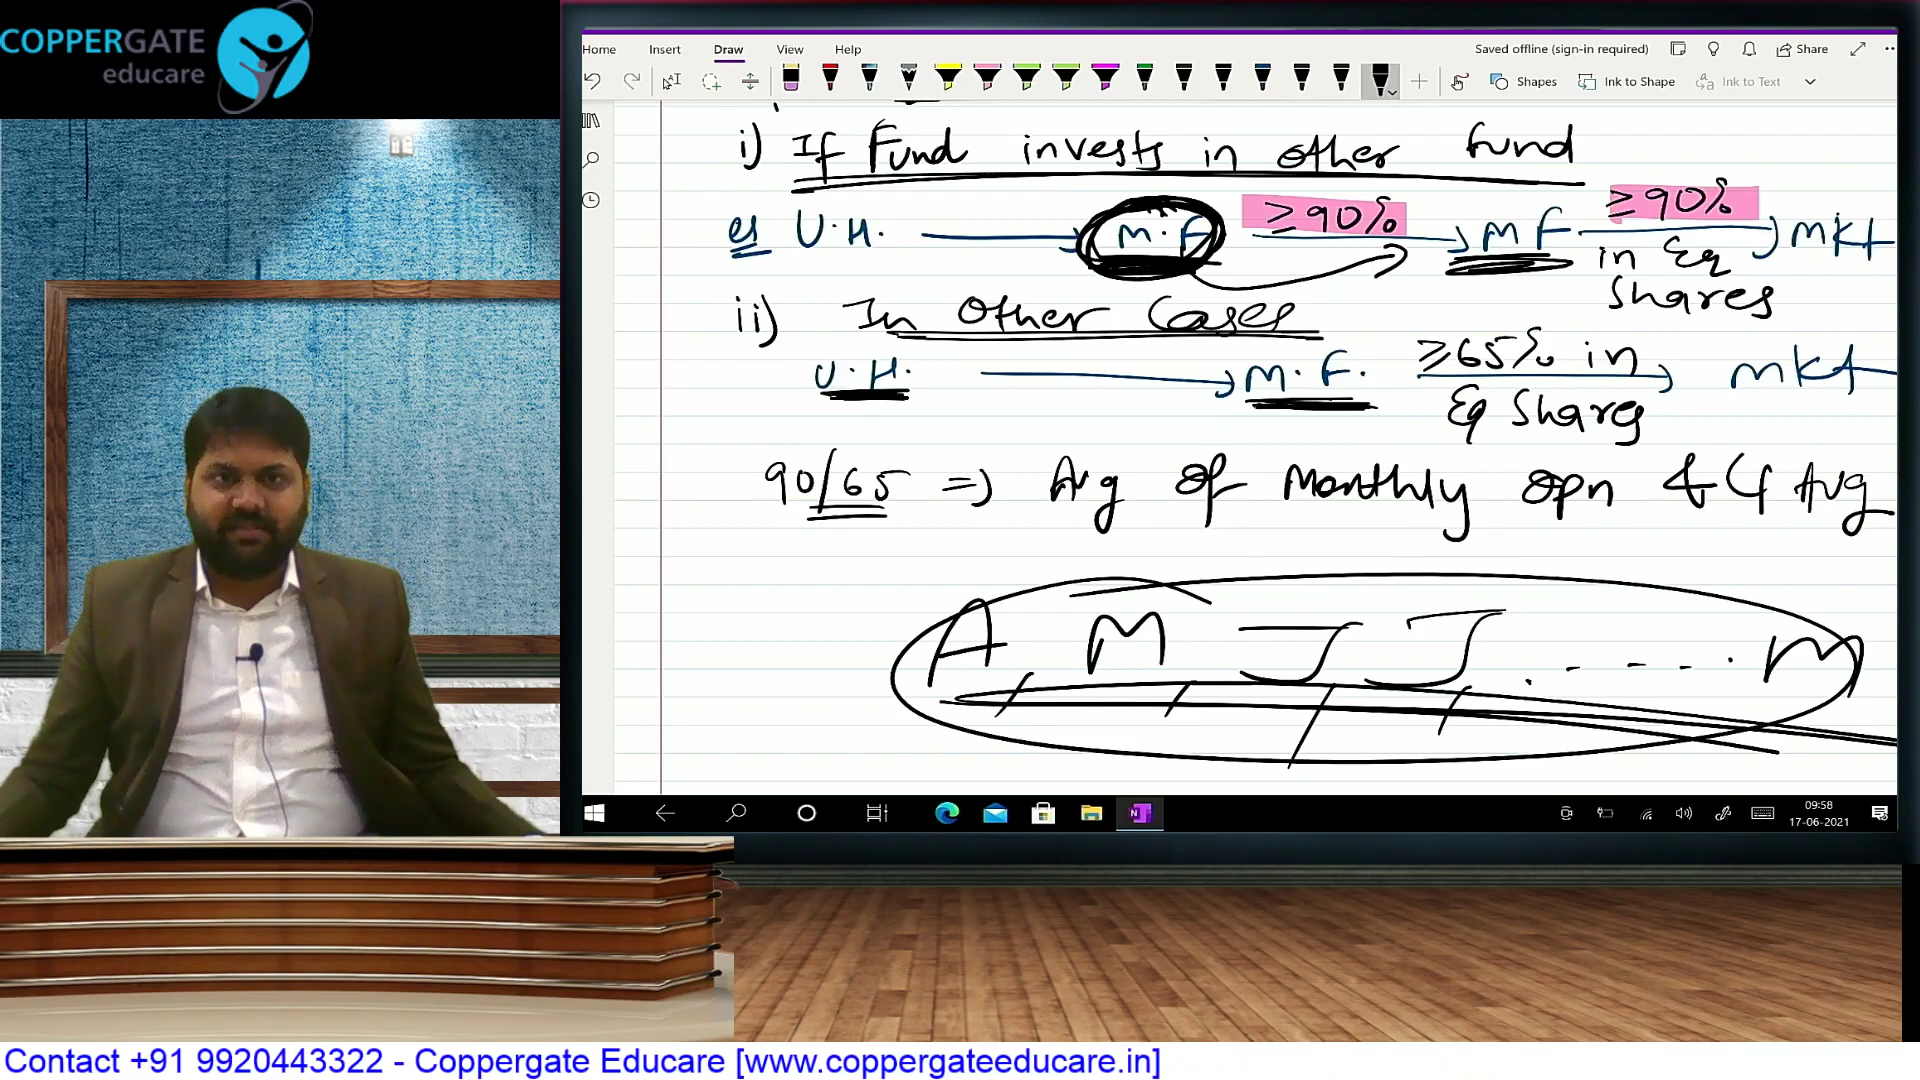 COPPERGATE
educare
Home Insert Draw View Help
Saved offline (sign-in required) Share
Shapes Ink to Shape Ink to Text
i) If Fund invests in other fund
eg U.H. M.F ≥90% MF ≥90% mkt
in Eq
Shares
ii) In Other Cases
U.H. M.F. ≥65% in mkt
Eq Shares
90/65 => Avg of Monthly opn & Cl Avg
A, M J J . - - - . M
09:58
17-06-2021
Contact +91 9920443322 - Coppergate Educare [www.coppergateeducare.in]